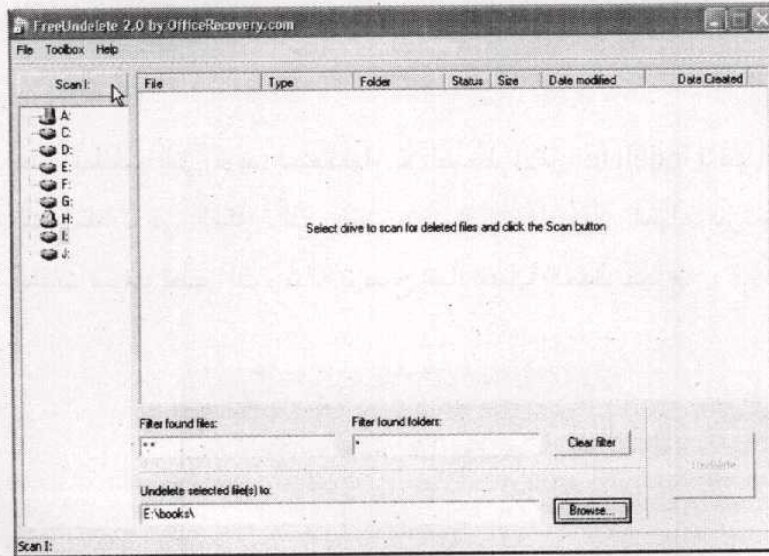 FreeUndelete 2.0 by OfficeRecovery.com
File Toolbox Help
Scan I:
File Type Folder Status Size Date modified Date Created
A:
C:
D:
E:
F:
G:
H:
I:
J:
Select drive to scan for deleted files and click the Scan button
Filter found files:
Filter found folders:
*.*
*
Clear filter
Undelete
Undelete selected file(s) to:
E:\books\
Browse...
Scan I: